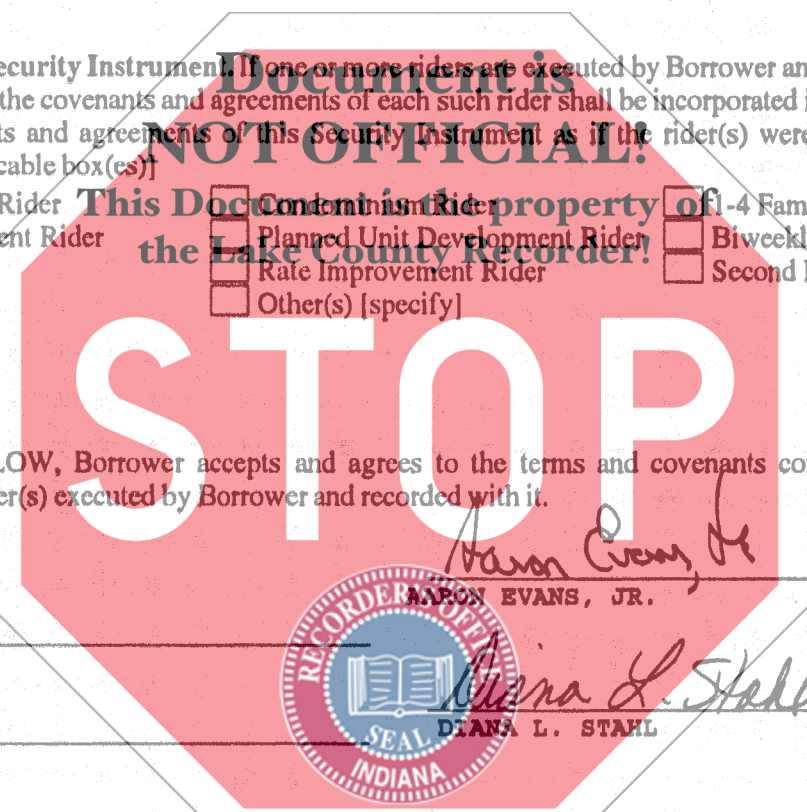 ecurity Instrument. If one or more riders are executed by Borrower an
the covenants and agreements of each such rider shall be incorporated i
ts and agreements of this Security Instrument as if the rider(s) were
cable box(es)]
Document is
NOT OFFICIAL!
This Document is the property of
the Lake County Recorder!
Rider
Condominium Rider
1-4 Fam
ent Rider
Planned Unit Development Rider
Biweekl
Rate Improvement Rider
Second
Other(s) [specify]
STOP
LOW, Borrower accepts and agrees to the terms and covenants co
er(s) executed by Borrower and recorded with it.
Aaron Evans, Jr
AARON EVANS, JR.
RECORDER'S OFFICE
SEAL
INDIANA
Diana L. Stahl
DIANA L. STAHL